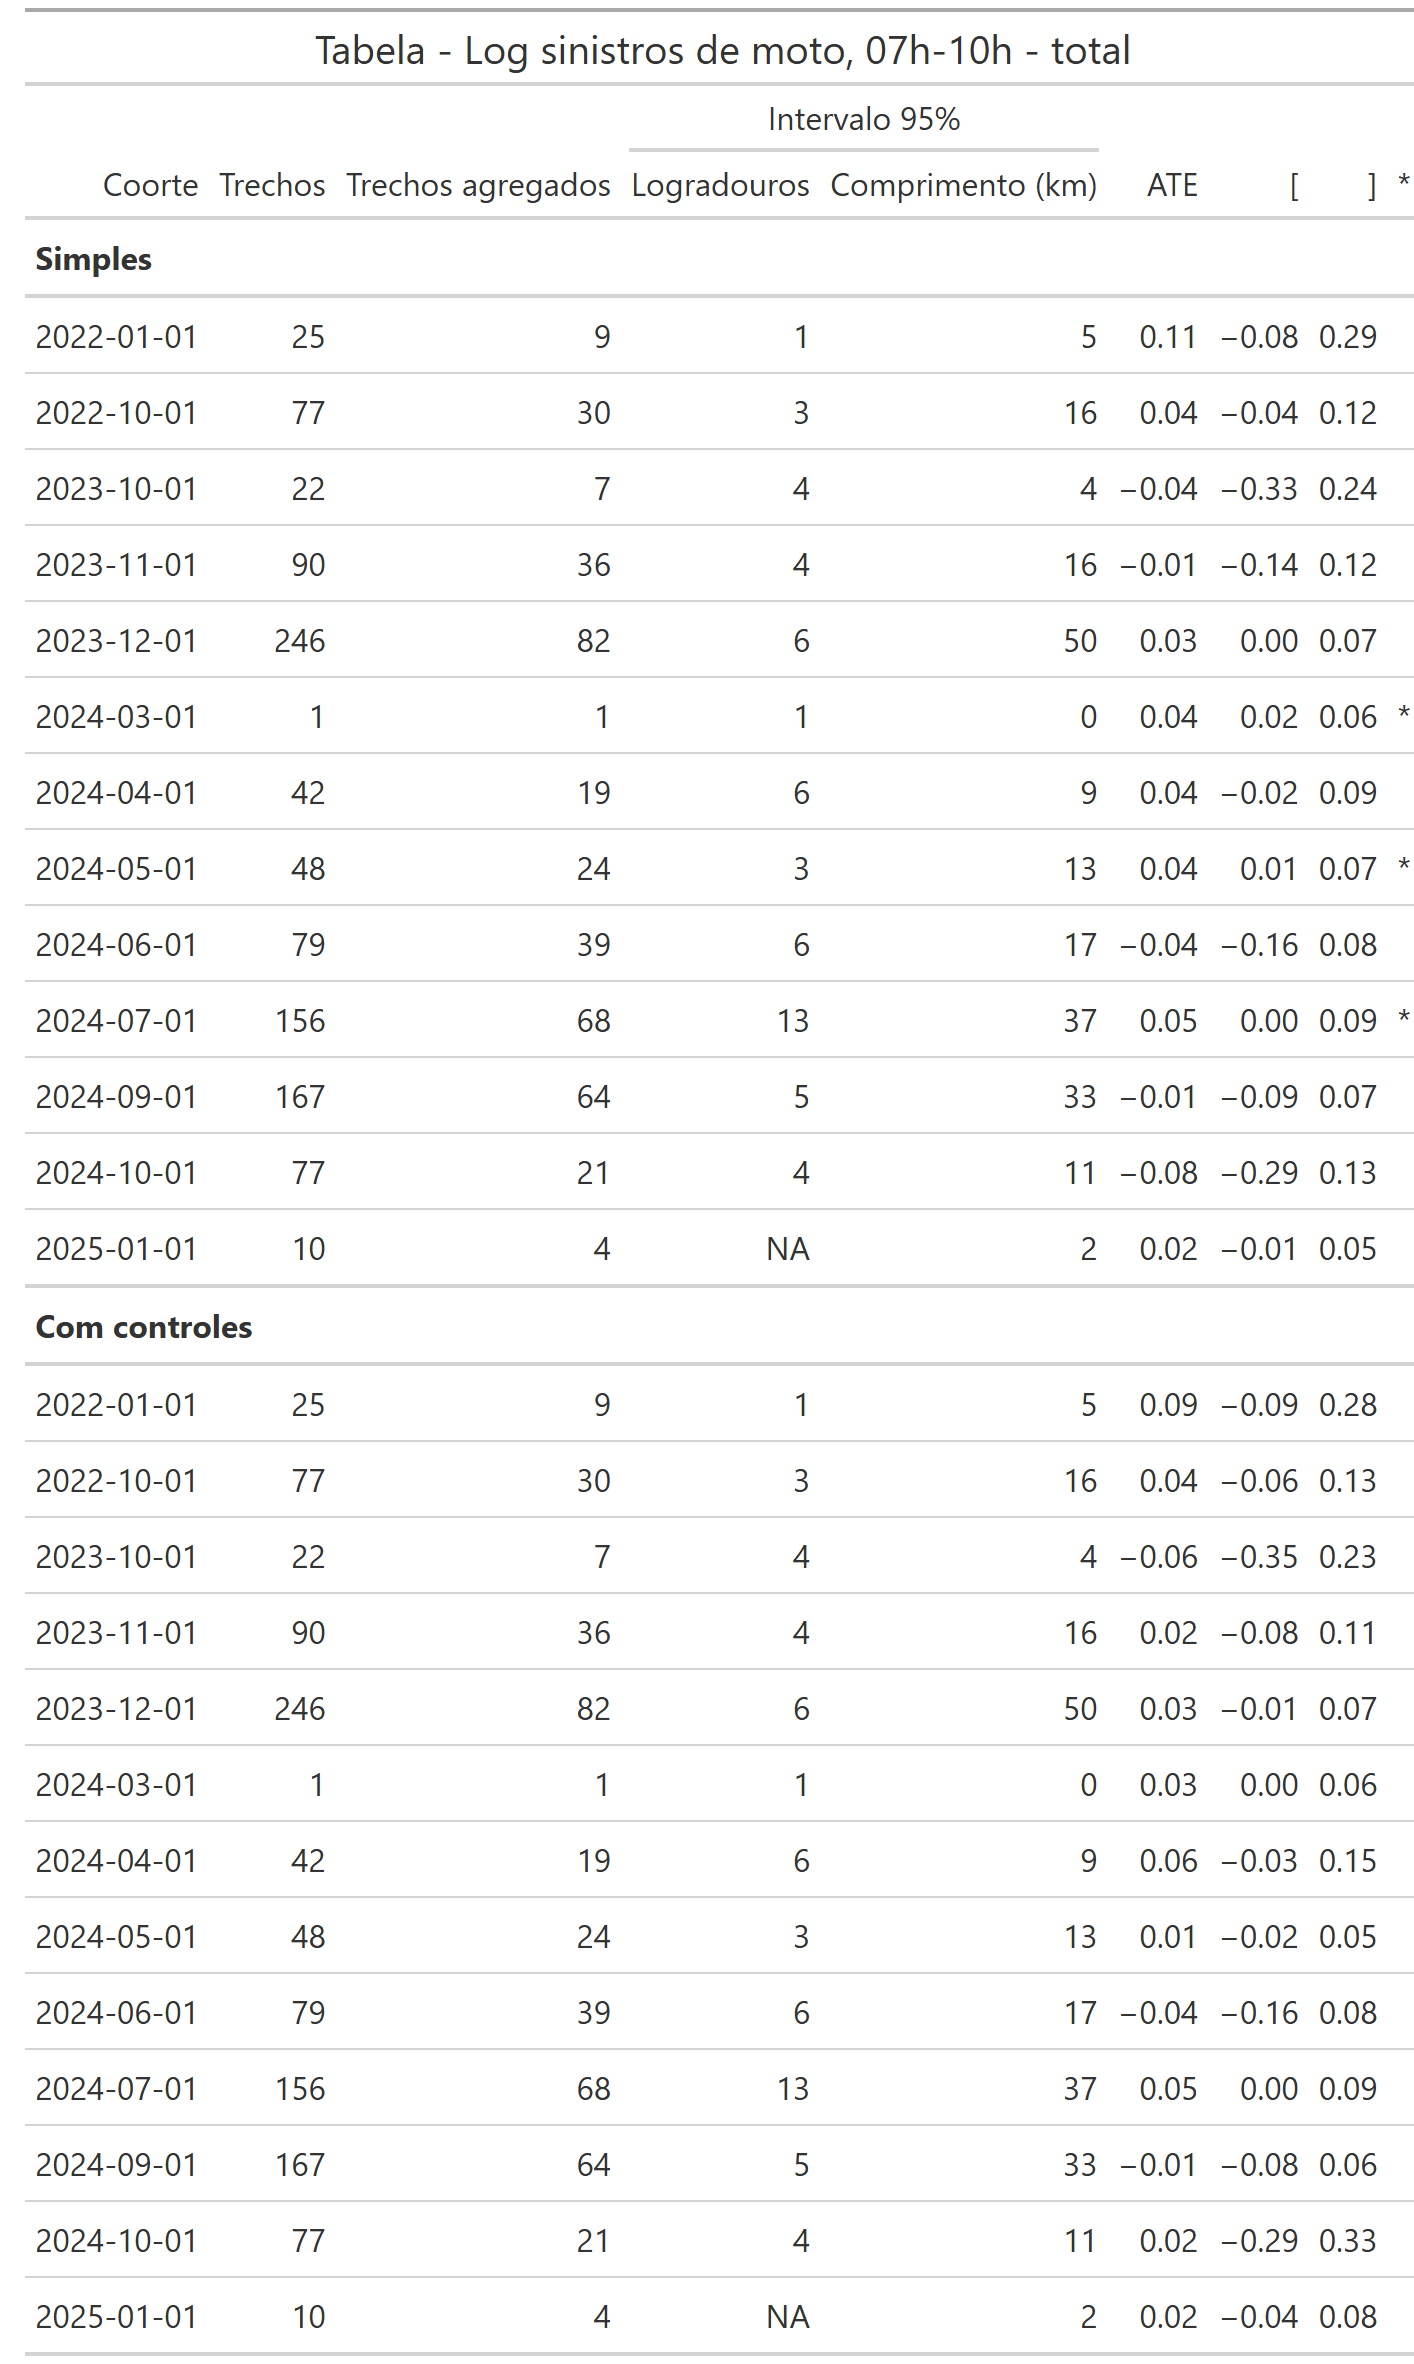 Tabela - Log sinistros de moto, 07h-10h - total
Intervalo 95%
Coorte Trechos Trechos agregados Logradouros Comprimento (km) ATE [ ] *
Simples
2022-01-01 25 9 1 5 0.11 −0.08 0.29
2022-10-01 77 30 3 16 0.04 −0.04 0.12
2023-10-01 22 7 4 4 −0.04 −0.33 0.24
2023-11-01 90 36 4 16 −0.01 −0.14 0.12
2023-12-01 246 82 6 50 0.03 0.00 0.07
2024-03-01 1 1 1 0 0.04 0.02 0.06 *
2024-04-01 42 19 6 9 0.04 −0.02 0.09
2024-05-01 48 24 3 13 0.04 0.01 0.07 *
2024-06-01 79 39 6 17 −0.04 −0.16 0.08
2024-07-01 156 68 13 37 0.05 0.00 0.09 *
2024-09-01 167 64 5 33 −0.01 −0.09 0.07
2024-10-01 77 21 4 11 −0.08 −0.29 0.13
2025-01-01 10 4 NA 2 0.02 −0.01 0.05
Com controles
2022-01-01 25 9 1 5 0.09 −0.09 0.28
2022-10-01 77 30 3 16 0.04 −0.06 0.13
2023-10-01 22 7 4 4 −0.06 −0.35 0.23
2023-11-01 90 36 4 16 0.02 −0.08 0.11
2023-12-01 246 82 6 50 0.03 −0.01 0.07
2024-03-01 1 1 1 0 0.03 0.00 0.06
2024-04-01 42 19 6 9 0.06 −0.03 0.15
2024-05-01 48 24 3 13 0.01 −0.02 0.05
2024-06-01 79 39 6 17 −0.04 −0.16 0.08
2024-07-01 156 68 13 37 0.05 0.00 0.09
2024-09-01 167 64 5 33 −0.01 −0.08 0.06
2024-10-01 77 21 4 11 0.02 −0.29 0.33
2025-01-01 10 4 NA 2 0.02 −0.04 0.08